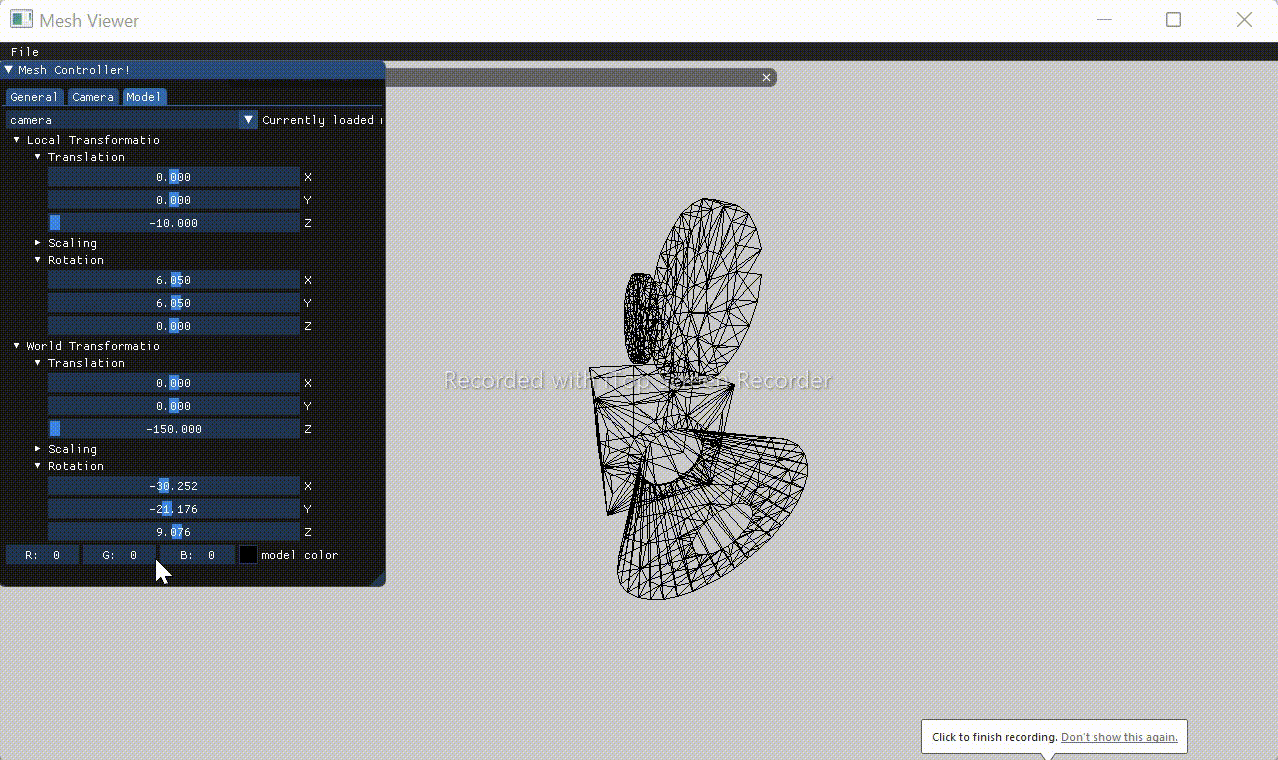 Mesh Viewer
File
Mesh Controller!
General Camera Model
camera Currently loaded
Local Transformatio
Translation
0.000 X
0.000 Y
-10.000 Z
Scaling
Rotation
6.050 X
6.050 Y
0.000 Z
World Transformatio
Translation
0.000 X
0.000 Y
-150.000 Z
Scaling
Rotation
-30.252 X
-21.176 Y
9.076 Z
R: 0 G: 0 B: 0 model color
Recorded with iTop Screen Recorder
Click to finish recording. Don't show this again.